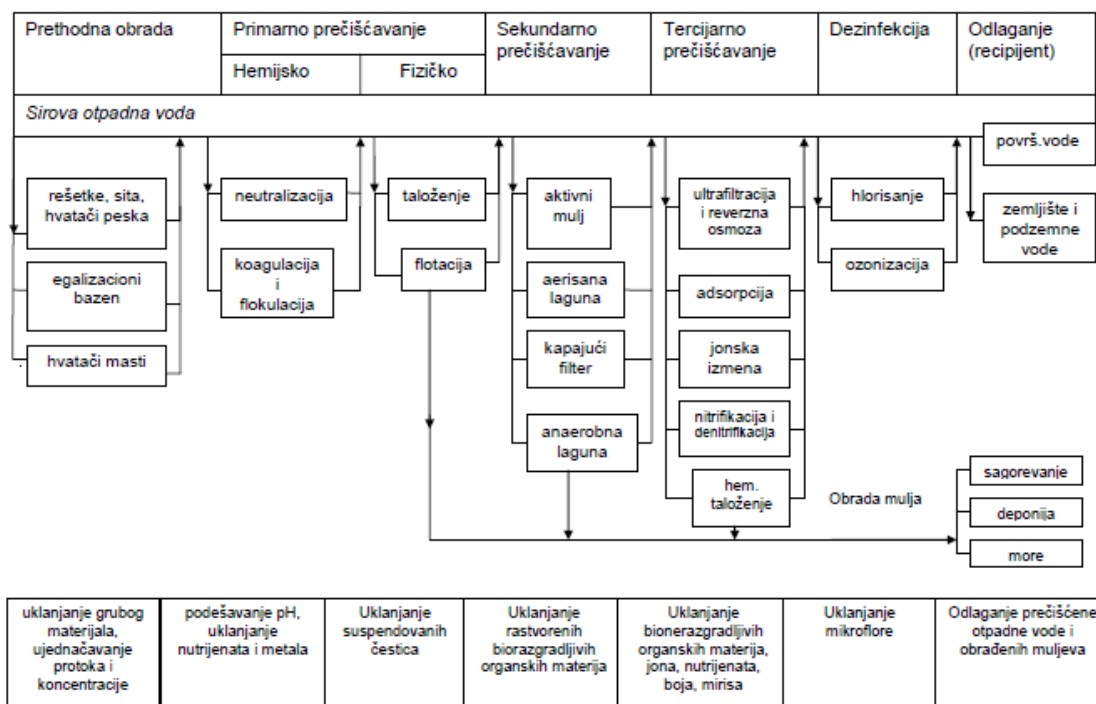 Prethodna obrada
Primarno prečišćavanje
Sekundarno
prečišćavanje
Tercijarno
prečišćavanje
Dezinfekcija
Odlaganje
(recipijent)
Hemijsko
Fizičko
Sirova otpadna voda
rešetke, sita,
hvatači peska
egalizacioni
bazen
hvatači masti
neutralizacija
koagulacija
i
flokulacija
taloženje
flotacija
aktivni
mulj
aerisana
laguna
kapajući
filter
anaerobna
laguna
ultrafiltracija
i reverzna
osmoza
adsorpcija
jonska
izmena
nitrifikacija i
denitrifikacija
hem.
taloženje
hlorisanje
ozonizacija
površ.vode
zemljište i
podzemne
vode
Obrada mulja
sagorevanje
deponija
more
uklanjanje grubog
materijala,
ujednačavanje
protoka i
koncentracije
podešavanje pH,
uklanjanje
nutrijenata i metala
Uklanjanje
suspendovanih
čestica
Uklanjanje
rastvorenih
biorazgradljivih
organskih materija
Uklanjanje
bionerazgradljivih
organskih materija,
jona, nutrijenata,
boja, mirisa
Uklanjanje
mikroflore
Odlaganje prečišćene
otpadne vode i
obrađenih muljeva